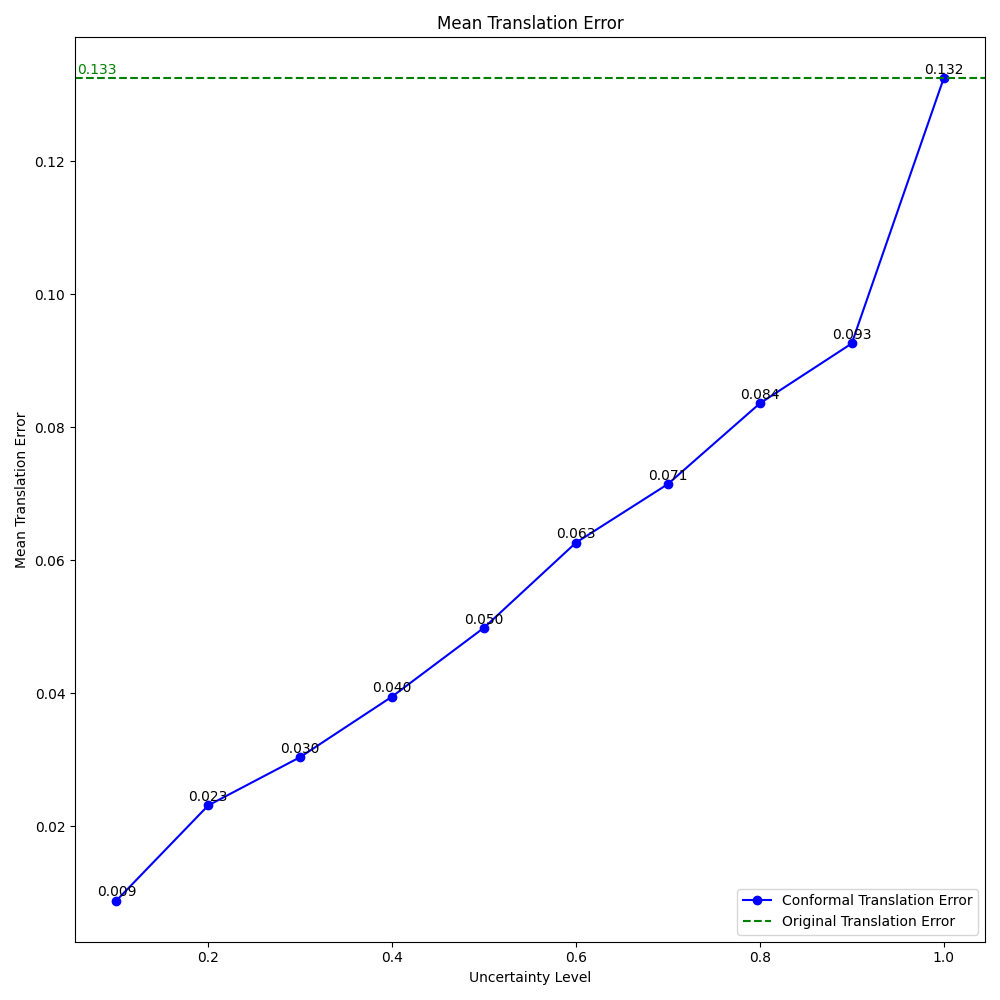 Mean Translation Error
0.133
0.132
0.12
0.10
0.093
0.084
0.08
0.071
Mean Translation Error
0.063
0.06
0.050
0.04
0.040
0.030
0.023
0.02
0.009
Conformal Translation Error
Original Translation Error
0.2 0.4 0.6 0.8 1.0
Uncertainty Level